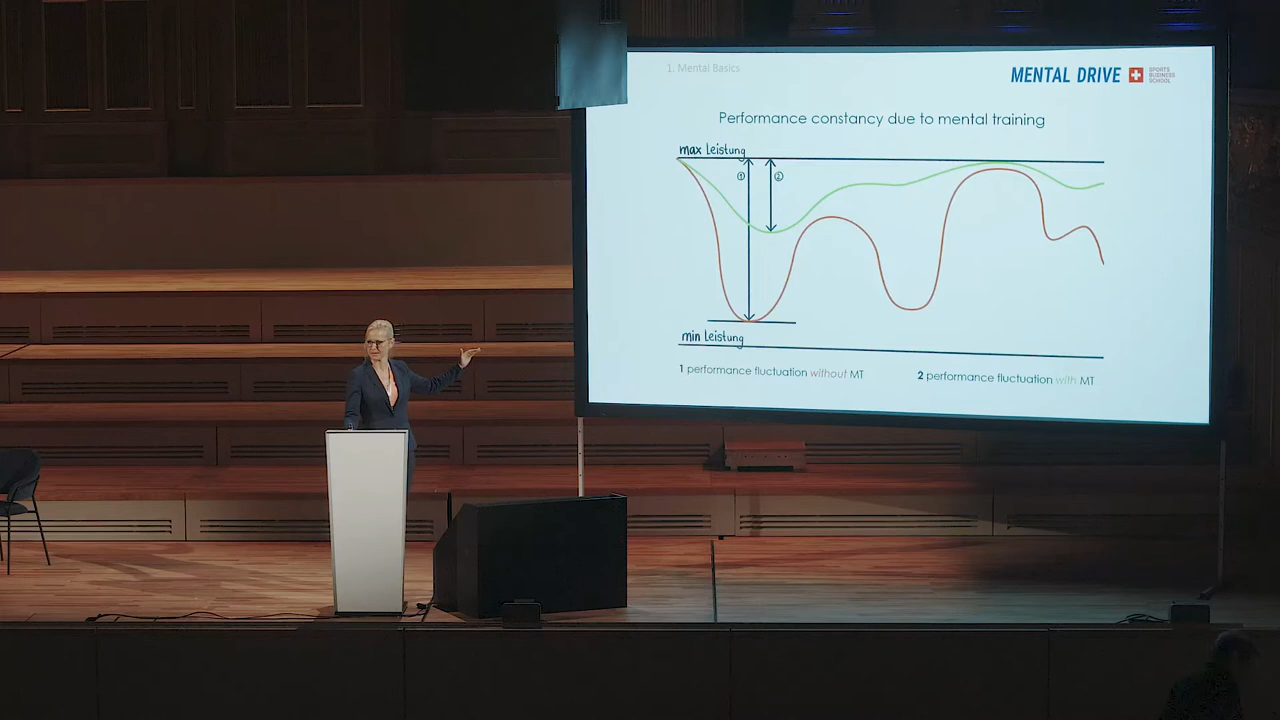 1. Mental Basics
MENTAL DRIVE
SPORTS
BUSINESS
SCHOOL
Performance constancy due to mental training
max Leistung
① ②
min Leistung
1 performance fluctuation without MT
2 performance fluctuation with MT